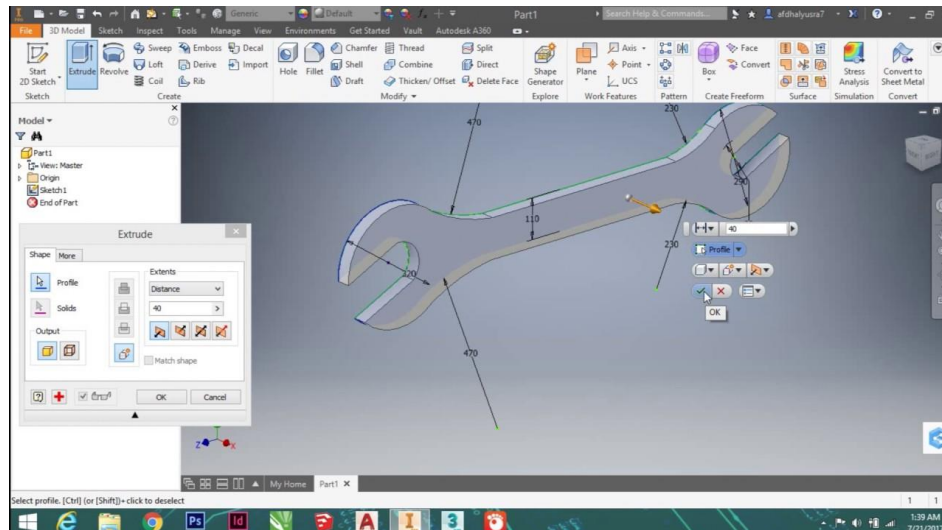 Generic
Default
Part1
Search Help & Commands...
afdhalyusra7
File 3D Model Sketch Inspect Tools Manage View Environments Get Started Vault Autodesk A360
Start 2D Sketch
Extrude
Revolve
Sweep Emboss Decal
Loft Derive Import
Coil Rib
Hole
Fillet
Chamfer Thread Split
Shell Combine Direct
Draft Thicken/ Offset Delete Face
Shape Generator
Plane
Axis
Point
UCS
Box
Face
Convert
Stress Analysis
Convert to Sheet Metal
Sketch Create Modify Explore Work Features Pattern Create Freeform Surface Simulation Convert
Model
Part1
View: Master
Origin
Sketch1
End of Part
470
230
290
110
220
230
470
40
Profile
OK
Extrude
Shape More
Profile
Solids
Output
Extents
Distance
40
Match shape
OK Cancel
Z X
My Home Part1
Select profile. [Ctrl] (or [Shift])+click to deselect
1 1
Ps Id A I 3
1:39 AM